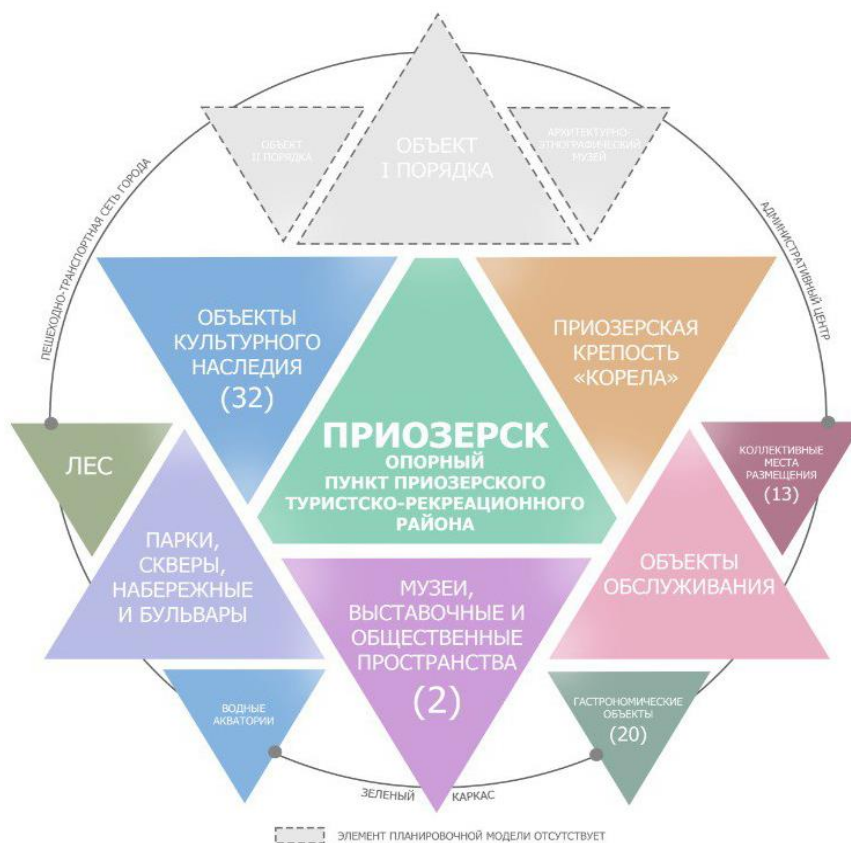 ОБЪЕКТ
II ПОРЯДКА
ОБЪЕКТ
I ПОРЯДКА
АРХИТЕКТУРНО-
ЭТНОГРАФИЧЕСКИЙ
МУЗЕЙ
ПЕШЕХОДНО-ТРАНСПОРТНАЯ СЕТЬ ГОРОДА
АДМИНИСТРАТИВНЫЙ ЦЕНТР
ОБЪЕКТЫ
КУЛЬТУРНОГО
НАСЛЕДИЯ
(32)
ПРИОЗЕРСКАЯ
КРЕПОСТЬ
«КОРЕЛА»
ПРИОЗЕРСК
ОПОРНЫЙ
ПУНКТ ПРИОЗЕРСКОГО
ТУРИСТСКО-РЕКРЕАЦИОННОГО
РАЙОНА
ЛЕС
КОЛЛЕКТИВНЫЕ
МЕСТА
РАЗМЕЩЕНИЯ
(13)
ПАРКИ,
СКВЕРЫ,
НАБЕРЕЖНЫЕ
И БУЛЬВАРЫ
МУЗЕИ,
ВЫСТАВОЧНЫЕ И
ОБЩЕСТВЕННЫЕ
ПРОСТРАНСТВА
(2)
ОБЪЕКТЫ
ОБСЛУЖИВАНИЯ
ВОДНЫЕ
АКВАТОРИИ
ГАСТРОНОМИЧЕСКИЕ
ОБЪЕКТЫ
(20)
ЗЕЛЕНЫЙ КАРКАС
ЭЛЕМЕНТ ПЛАНИРОВОЧНОЙ МОДЕЛИ ОТСУТСТВУЕТ